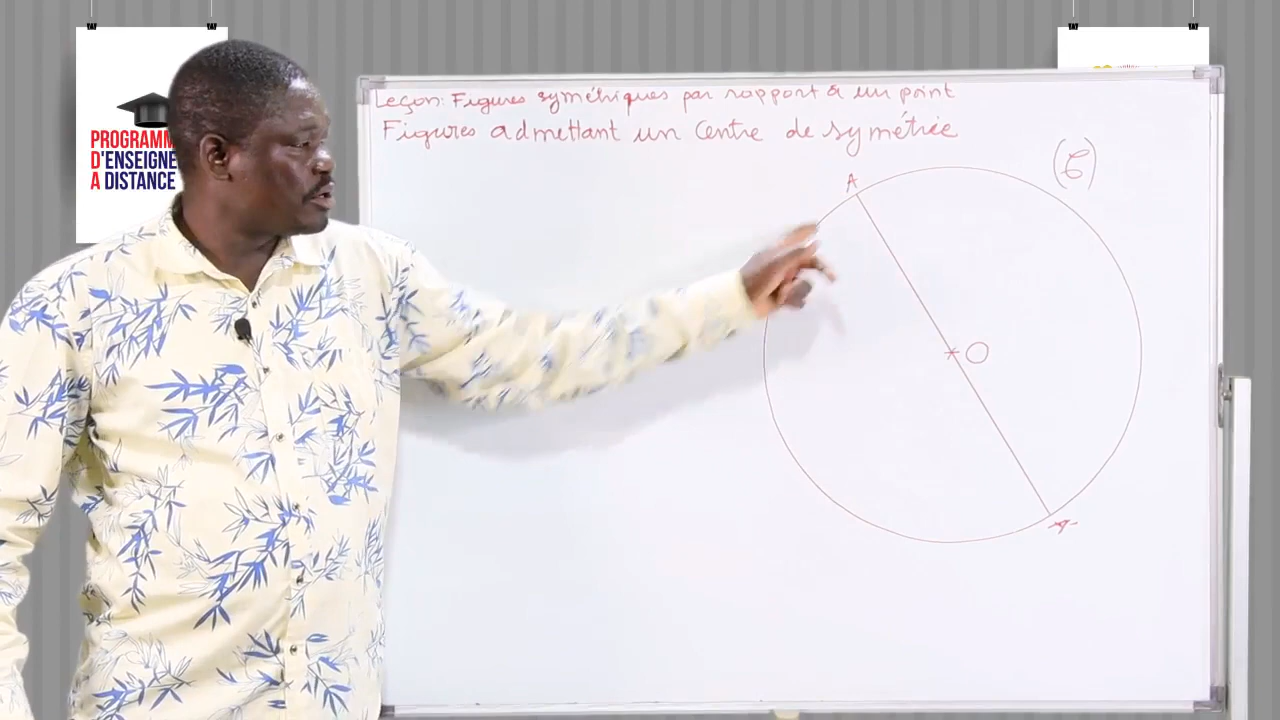 PROGRAMM
D'ENSEIGNE
A DISTANCE
Leçon: Figures symétriques par rapport à un point
Figures admettant un Centre de symétrie
(C)
A
O